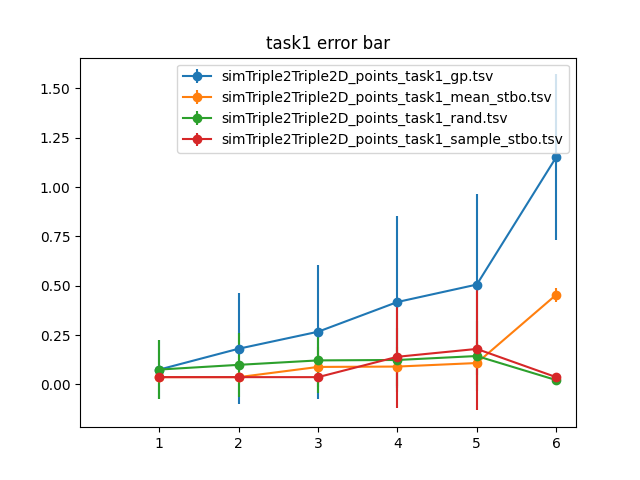 task1 error bar
simTriple2Triple2D_points_task1_gp.tsv
simTriple2Triple2D_points_task1_mean_stbo.tsv
simTriple2Triple2D_points_task1_rand.tsv
simTriple2Triple2D_points_task1_sample_stbo.tsv
1.50
1.25
1.00
0.75
0.50
0.25
0.00
1 2 3 4 5 6